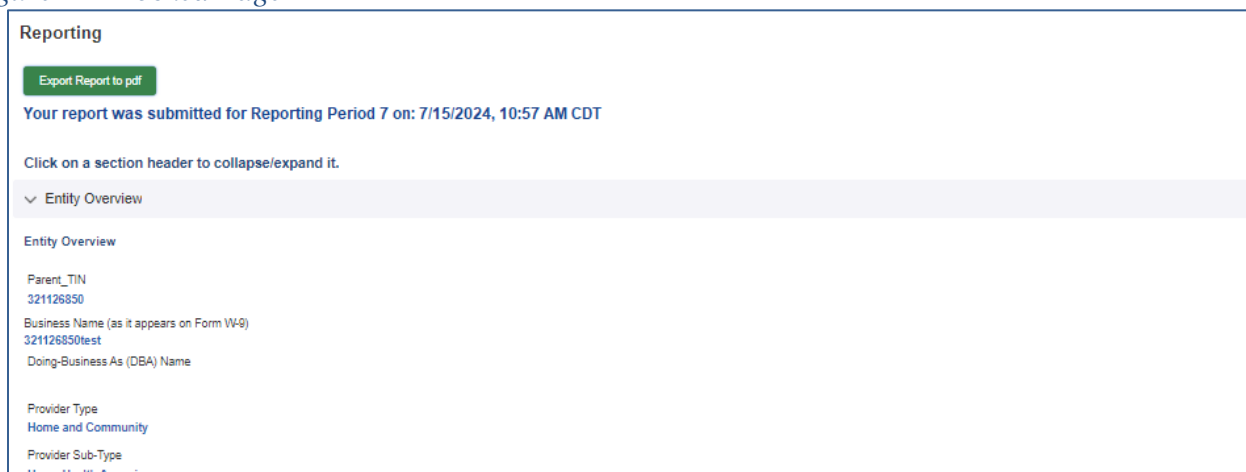 Reporting
Export Report to pdf
Your report was submitted for Reporting Period 7 on: 7/15/2024, 10:57 AM CDT
Click on a section header to collapse/expand it.
Entity Overview
Entity Overview
Parent_TIN
321126850
Business Name (as it appears on Form W-9)
321126850test
Doing-Business As (DBA) Name
Provider Type
Home and Community
Provider Sub-Type